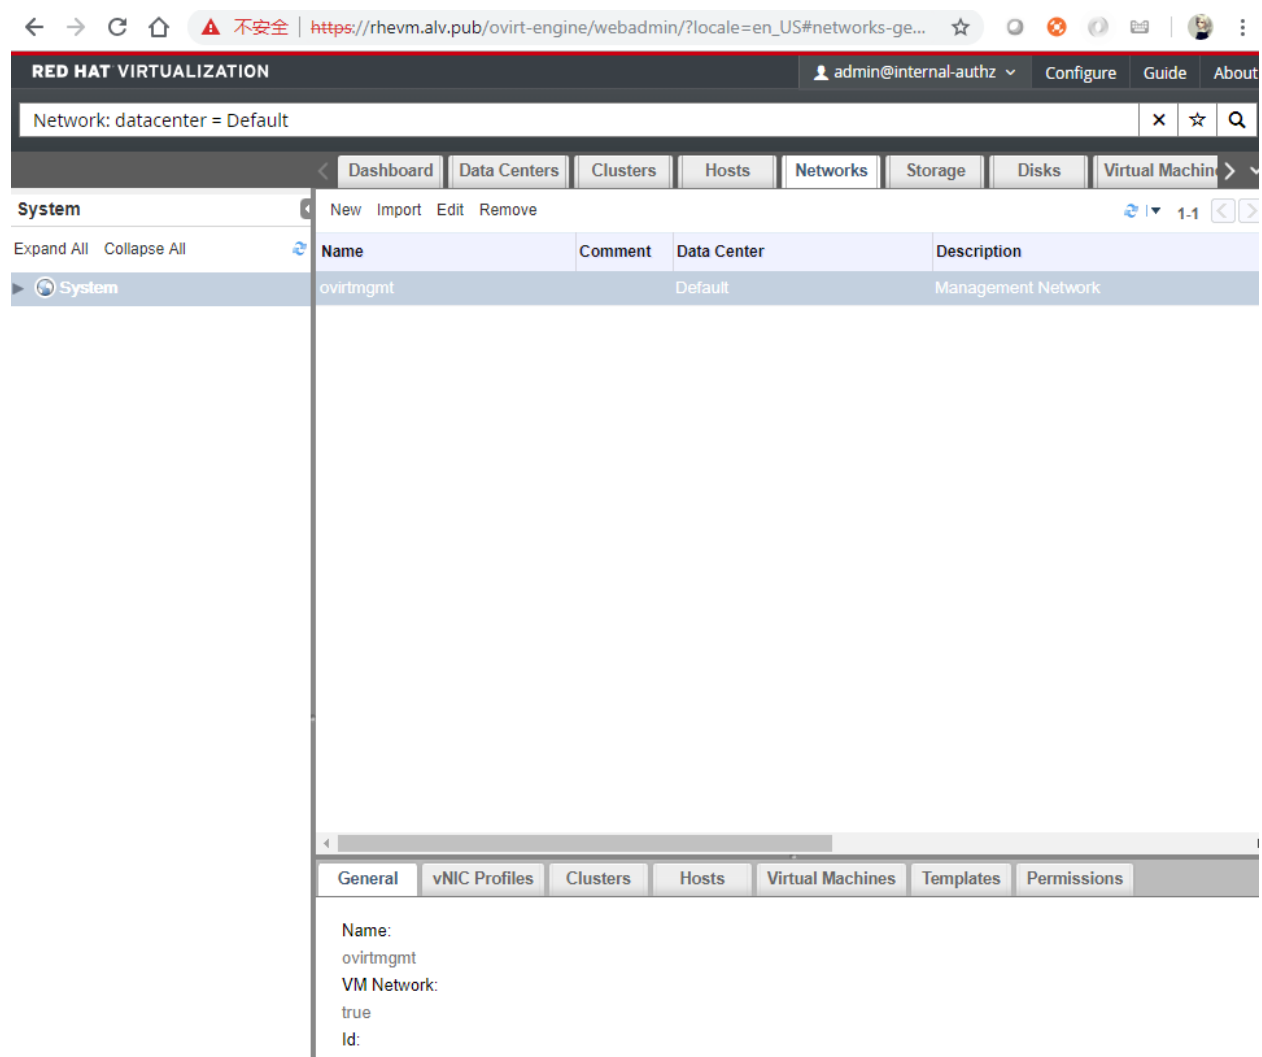 不安全 https://rhevm.alv.pub/ovirt-engine/webadmin/?locale=en_US#networks-ge...
RED HAT VIRTUALIZATION admin@internal-authz Configure Guide About
Network: datacenter = Default
Dashboard Data Centers Clusters Hosts Networks Storage Disks Virtual Machin
System New Import Edit Remove 1-1
Expand All Collapse All Name Comment Data Center Description
System ovirtmgmt Default Management Network
General vNIC Profiles Clusters Hosts Virtual Machines Templates Permissions
Name:
ovirtmgmt
VM Network:
true
Id: